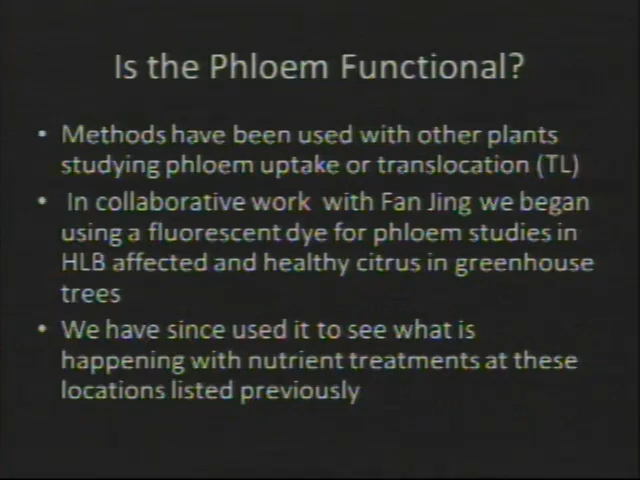 Is the Phloem Functional?
• Methods have been used with other plants
studying phloem uptake or translocation (TL)
• In collaborative work with Fan Jing we began
using a fluorescent dye for phloem studies in
HLB affected and healthy citrus in greenhouse
trees
• We have since used it to see what is
happening with nutrient treatments at these
locations listed previously